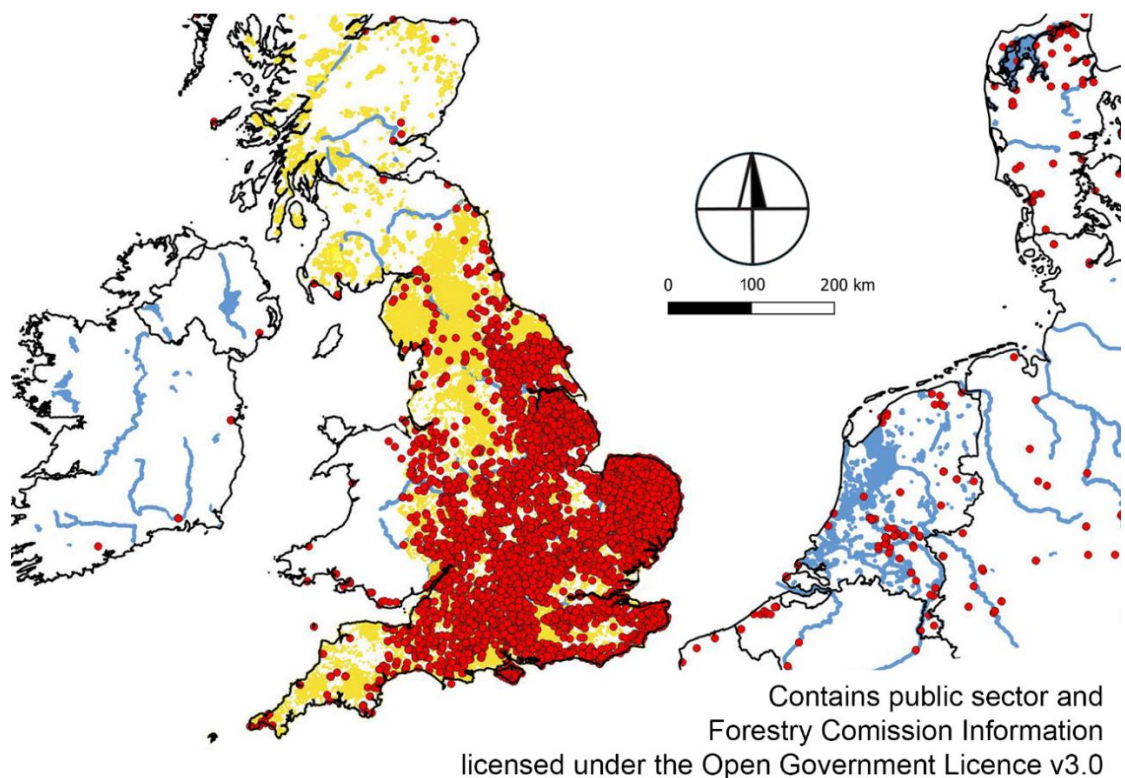 0 100 200 km
Contains public sector and
Forestry Comission Information
licensed under the Open Government Licence v3.0